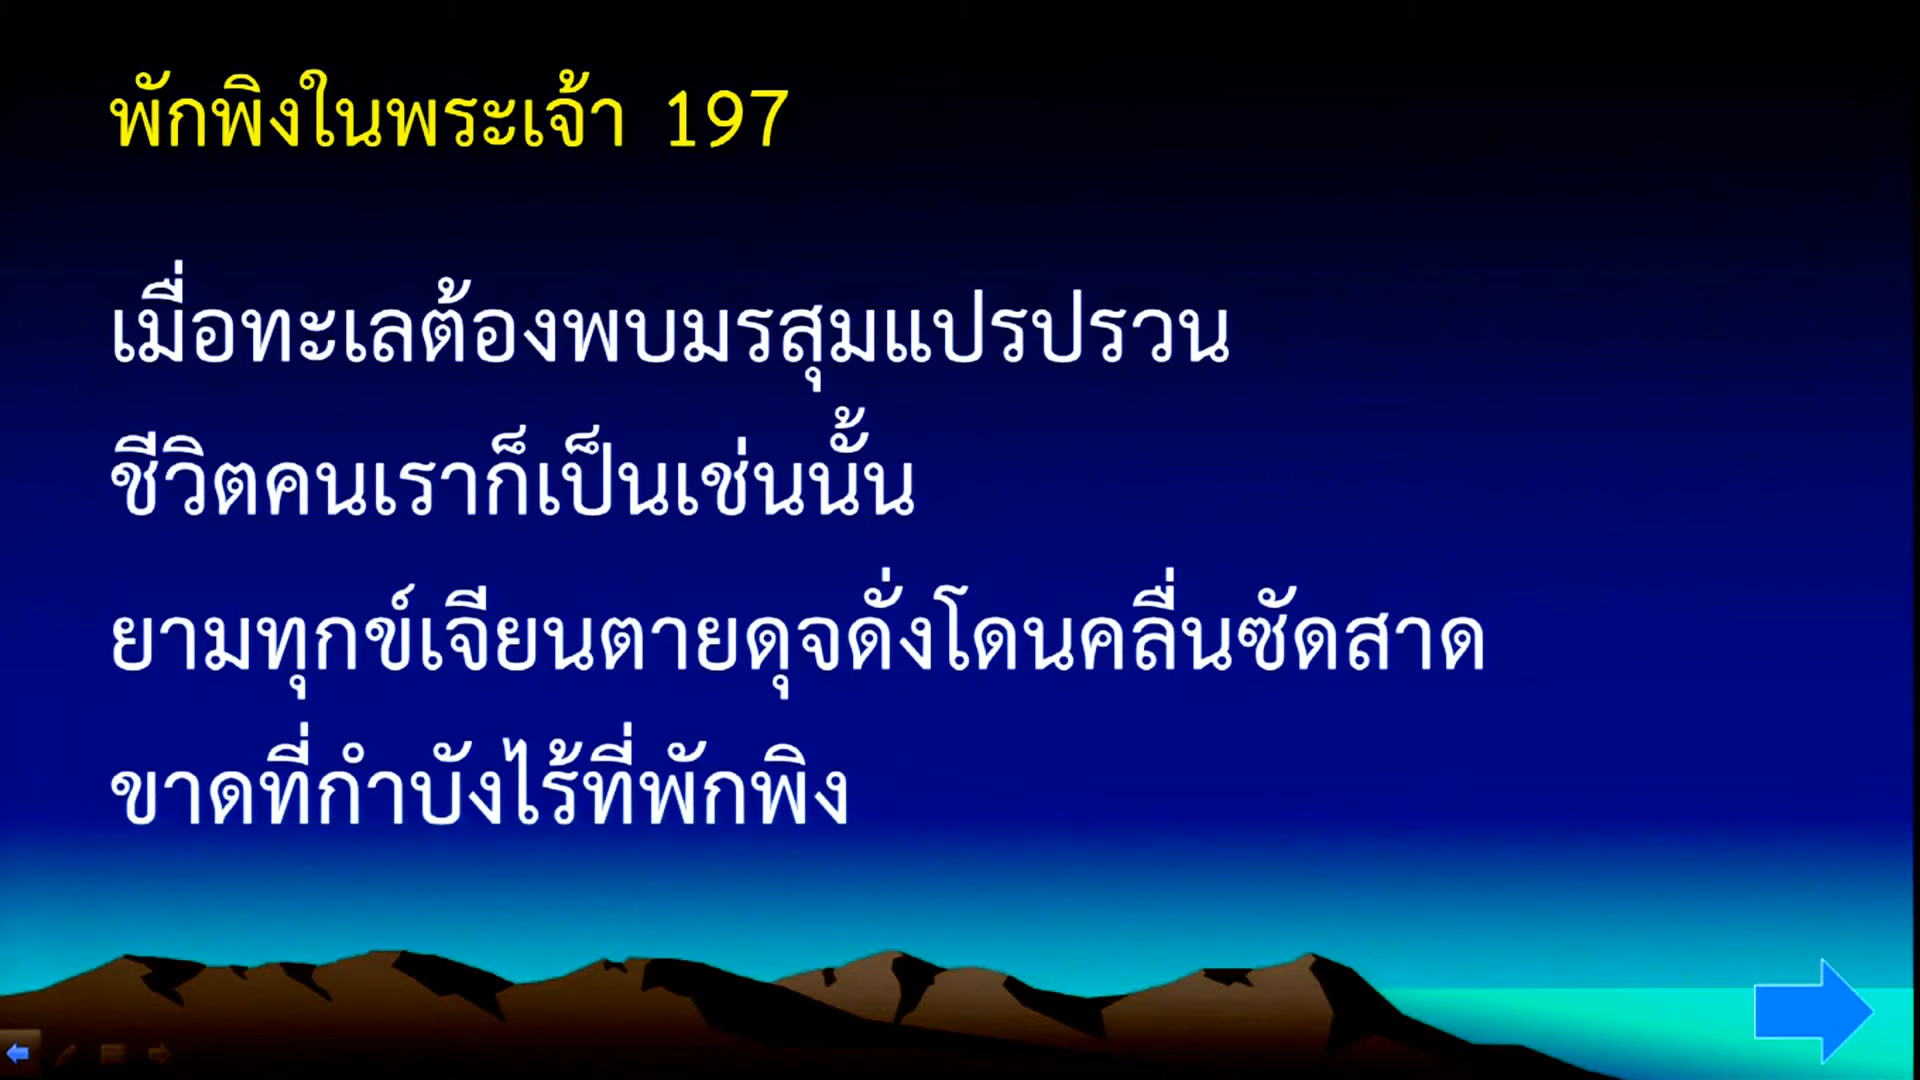 พักพิงในพระเจ้า 197
เมื่อทะเลต้องพบมรสุมแปรปรวน
ชีวิตคนเราก็เป็นเช่นนั้น
ยามทุกข์เจียนตายดุจดั่งโดนคลื่นซัดสาด
ขาดที่กำบังไร้ที่พักพิง